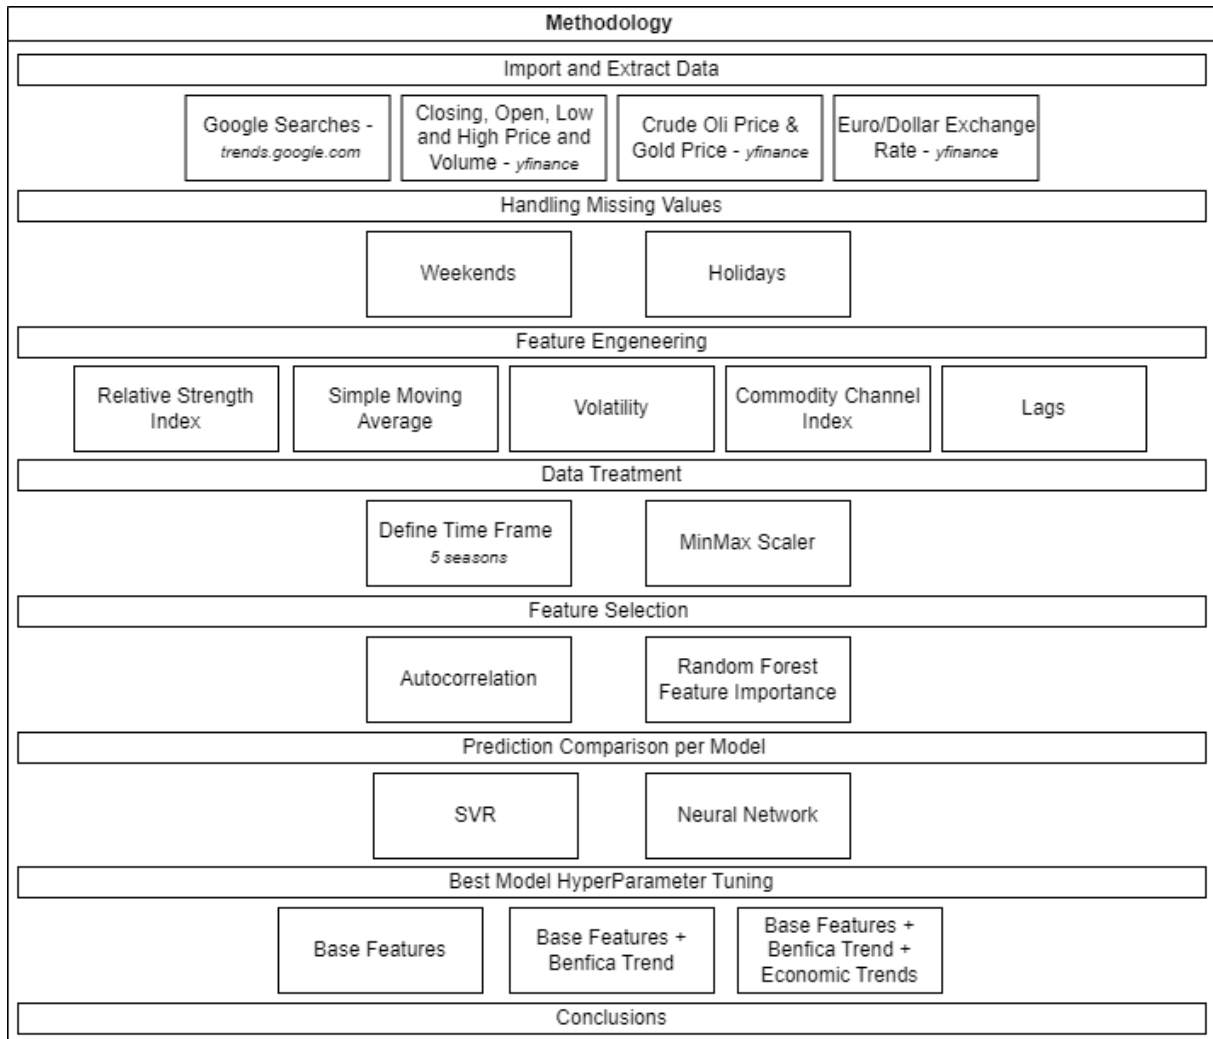 Methodology
Import and Extract Data
Google Searches -
trends.google.com
Closing, Open, Low
and High Price and
Volume - yfinance
Crude Oli Price &
Gold Price - yfinance
Euro/Dollar Exchange
Rate - yfinance
Handling Missing Values
Weekends
Holidays
Feature Engeneering
Relative Strength
Index
Simple Moving
Average
Volatility
Commodity Channel
Index
Lags
Data Treatment
Define Time Frame
5 seasons
MinMax Scaler
Feature Selection
Autocorrelation
Random Forest
Feature Importance
Prediction Comparison per Model
SVR
Neural Network
Best Model HyperParameter Tuning
Base Features
Base Features +
Benfica Trend
Base Features +
Benfica Trend +
Economic Trends
Conclusions